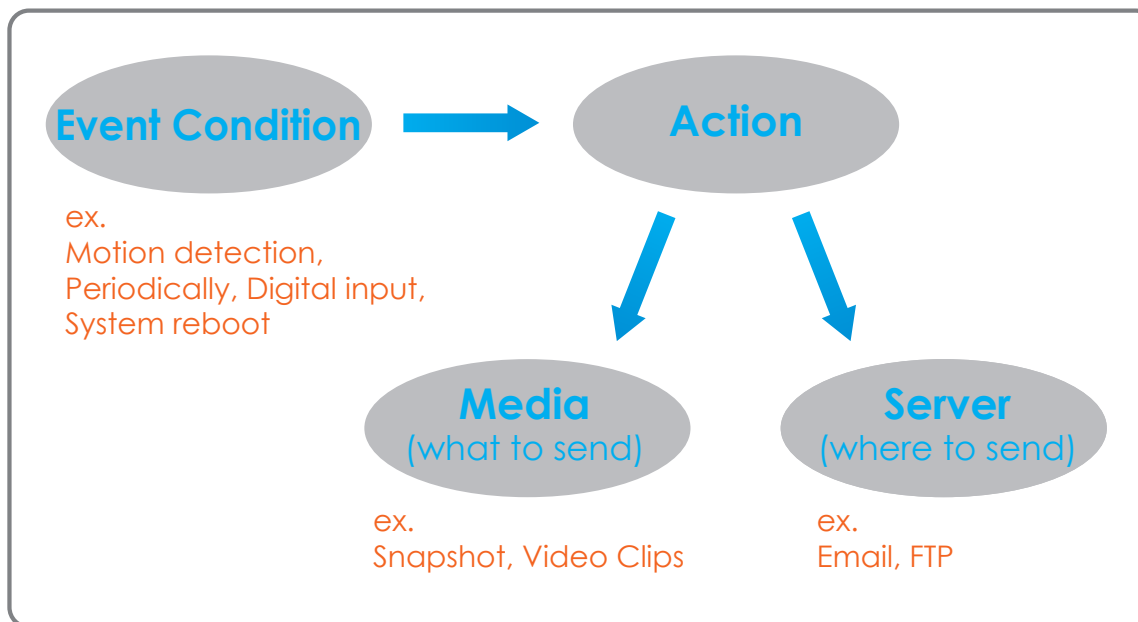 Event Condition
Action
ex.
Motion detection,
Periodically, Digital input,
System reboot
Media
(what to send)
Server
(where to send)
ex.
Snapshot, Video Clips
ex.
Email, FTP